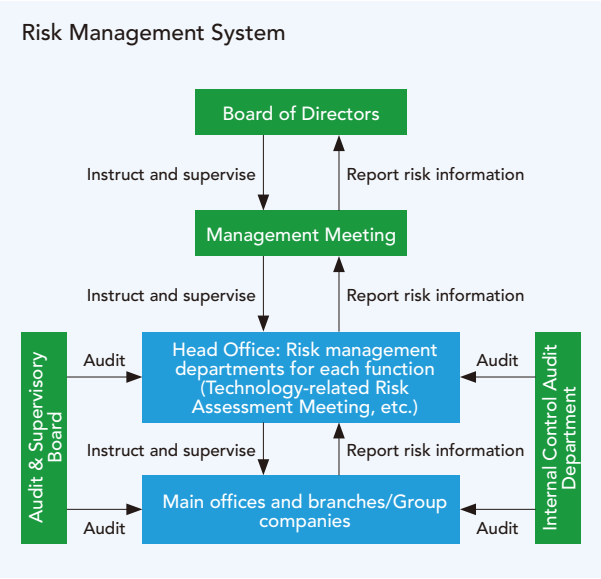 Risk Management System
Board of Directors
Instruct and supervise
Report risk information
Management Meeting
Instruct and supervise
Report risk information
Audit & Supervisory
Board
Audit
Head Office: Risk management
departments for each function
(Technology-related Risk
Assessment Meeting, etc.)
Audit
Internal Control Audit
Department
Instruct and supervise
Report risk information
Audit
Main offices and branches/Group
companies
Audit